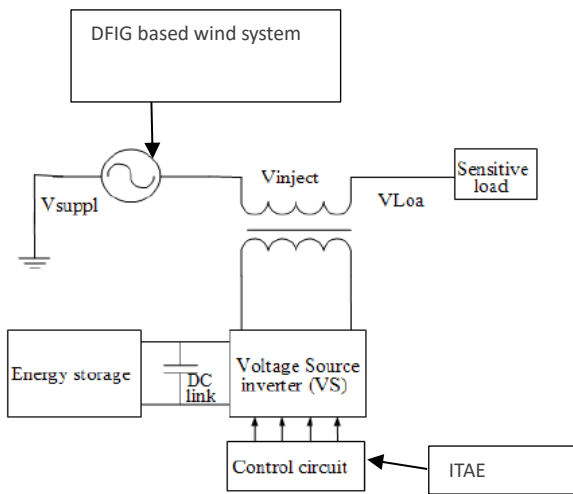 DFIG based wind system
Vinject
Sensitive
load
Vsuppl
VLoa
Energy storage
DC
link
Voltage Source
inverter (VS)
Control circuit
ITAE